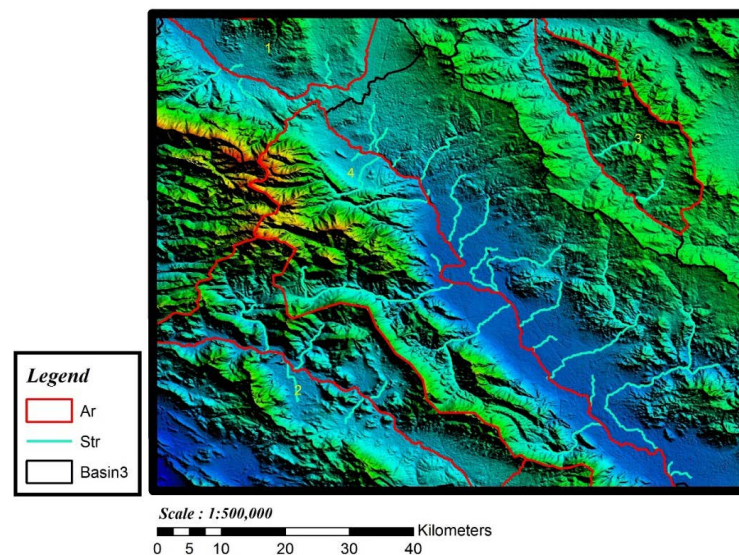 1
3
4
2
Legend
Ar
Str
Basin3
Scale : 1:500,000
Kilometers
0 5 10 20 30 40